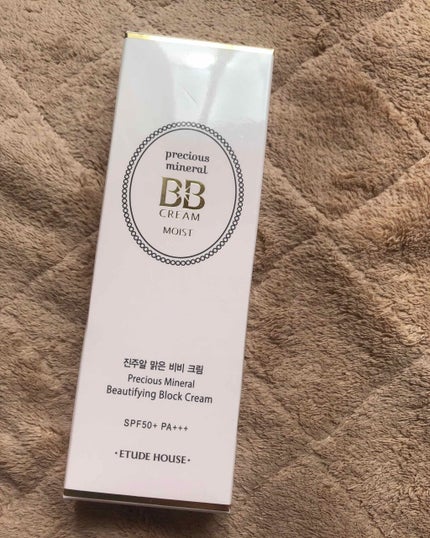 precious
mineral
BB
CREAM
MOIST
진주알 맑은 비비 크림
Precious Mineral
Beautifying Block Cream
SPF50+ PA+++
·ETUDE HOUSE·